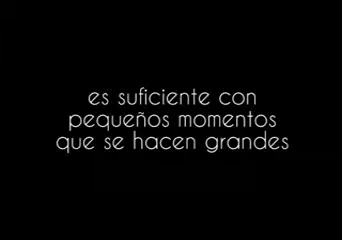 es suficiente con
pequeños momentos
que se hacen grandes